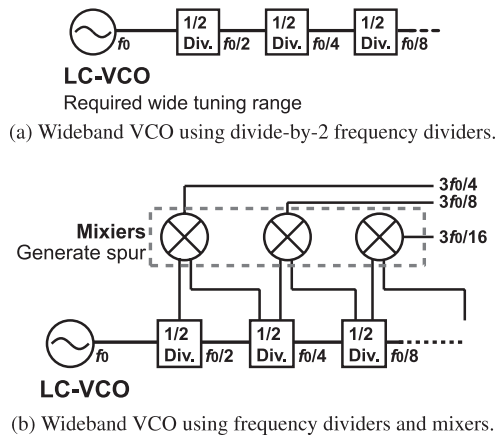 1/2 Div.
1/2 Div.
1/2 Div.
f0
f0/2
f0/4
f0/8
LC-VCO
Required wide tuning range
(a) Wideband VCO using divide-by-2 frequency dividers.
3f0/4
3f0/8
Mixiers
Generate spur
3f0/16
1/2 Div.
1/2 Div.
1/2 Div.
f0
f0/2
f0/4
f0/8
LC-VCO
(b) Wideband VCO using frequency dividers and mixers.